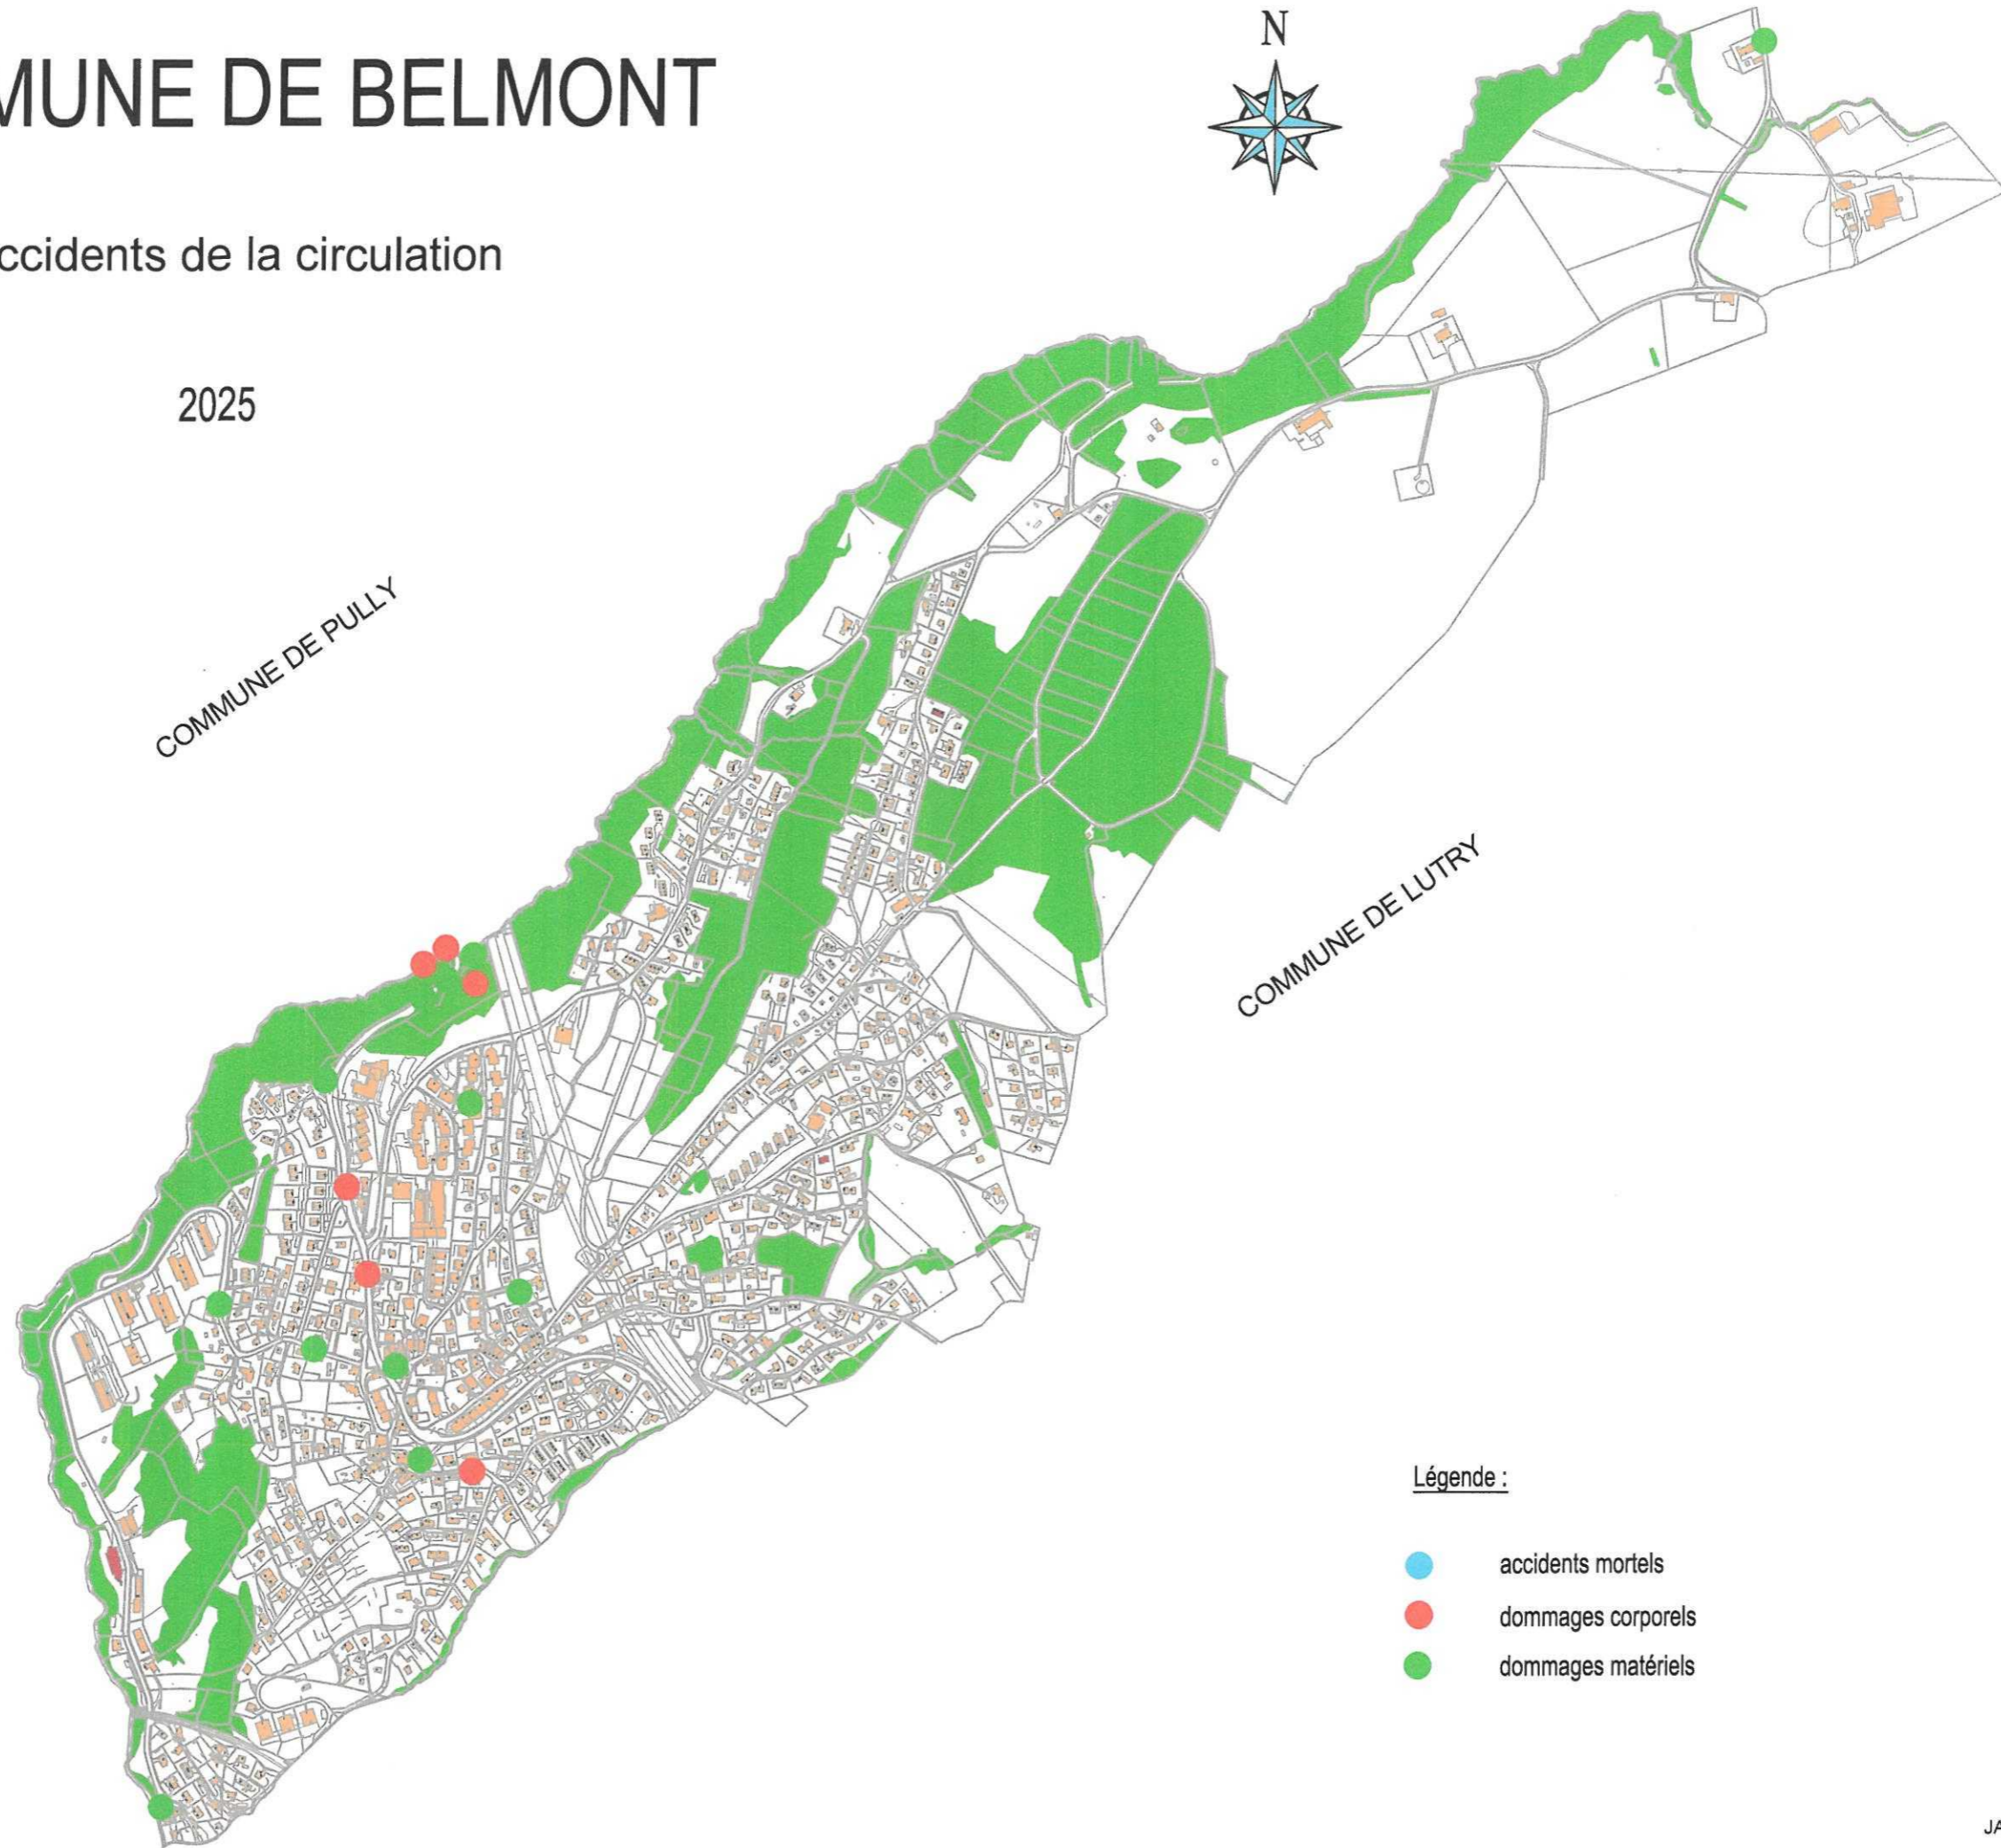 MUNE DE BELMONT
N
ccidents de la circulation
2025
COMMUNE DE PULLY
COMMUNE DE LUTRY
Légende :
accidents mortels
dommages corporels
dommages matériels
JA